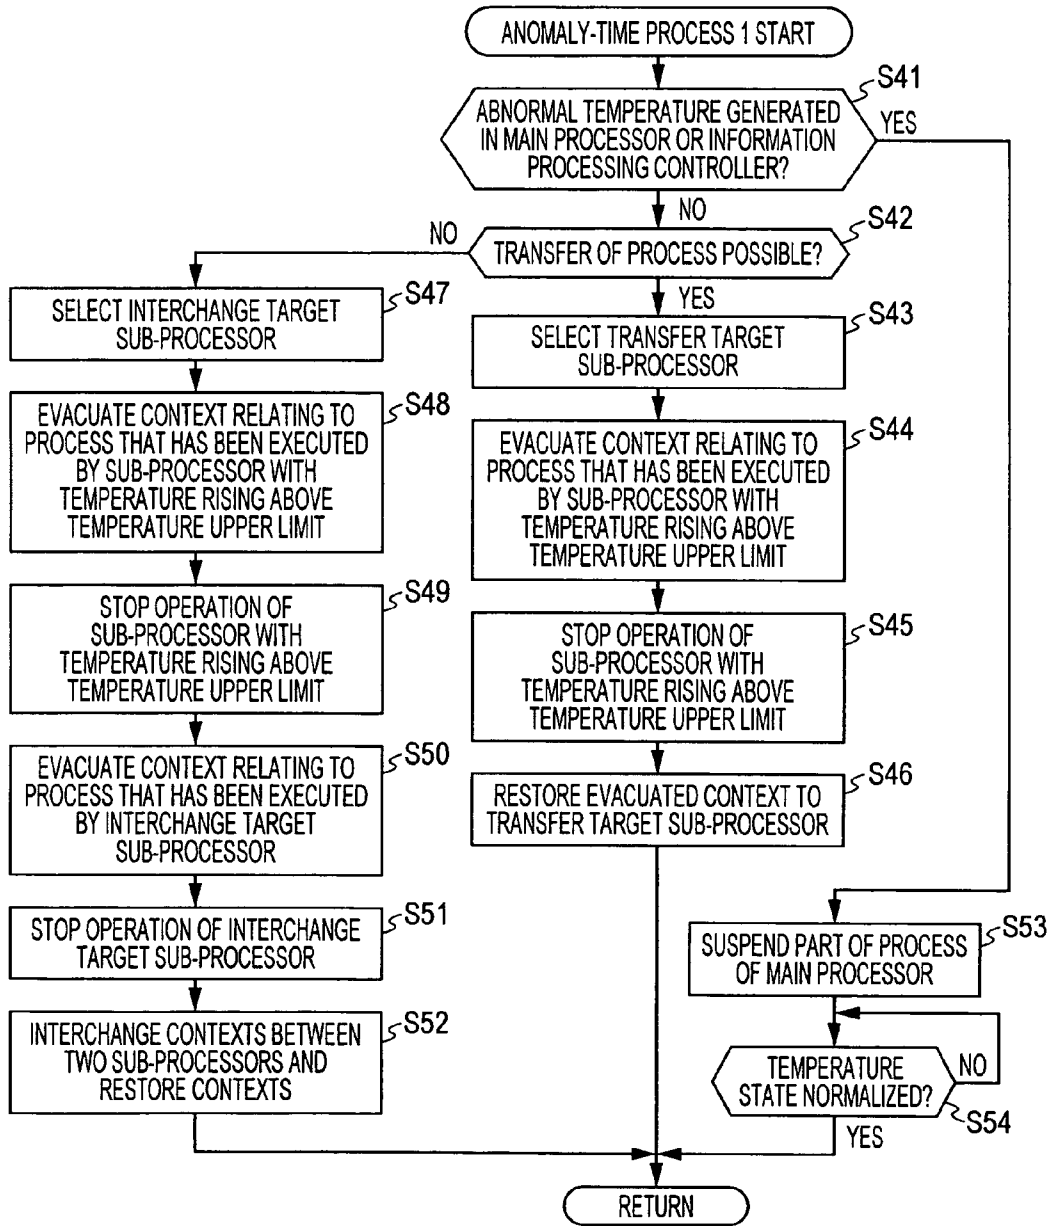 ANOMALY-TIME PROCESS 1 START
S41
ABNORMAL TEMPERATURE GENERATED
IN MAIN PROCESSOR OR INFORMATION
PROCESSING CONTROLLER?
YES
NO
S42
TRANSFER OF PROCESS POSSIBLE?
NO
YES
S47
SELECT INTERCHANGE TARGET
SUB-PROCESSOR
S48
EVACUATE CONTEXT RELATING TO
PROCESS THAT HAS BEEN EXECUTED
BY SUB-PROCESSOR WITH
TEMPERATURE RISING ABOVE
TEMPERATURE UPPER LIMIT
S49
STOP OPERATION OF
SUB-PROCESSOR WITH
TEMPERATURE RISING ABOVE
TEMPERATURE UPPER LIMIT
S50
EVACUATE CONTEXT RELATING TO
PROCESS THAT HAS BEEN EXECUTED
BY INTERCHANGE TARGET
SUB-PROCESSOR
S51
STOP OPERATION OF INTERCHANGE
TARGET SUB-PROCESSOR
S52
INTERCHANGE CONTEXTS BETWEEN
TWO SUB-PROCESSORS AND
RESTORE CONTEXTS
S43
SELECT TRANSFER TARGET
SUB-PROCESSOR
S44
EVACUATE CONTEXT RELATING TO
PROCESS THAT HAS BEEN EXECUTED
BY SUB-PROCESSOR WITH
TEMPERATURE RISING ABOVE
TEMPERATURE UPPER LIMIT
S45
STOP OPERATION OF
SUB-PROCESSOR WITH
TEMPERATURE RISING ABOVE
TEMPERATURE UPPER LIMIT
S46
RESTORE EVACUATED CONTEXT TO
TRANSFER TARGET SUB-PROCESSOR
S53
SUSPEND PART OF PROCESS
OF MAIN PROCESSOR
TEMPERATURE
STATE NORMALIZED?
NO
S54
YES
RETURN